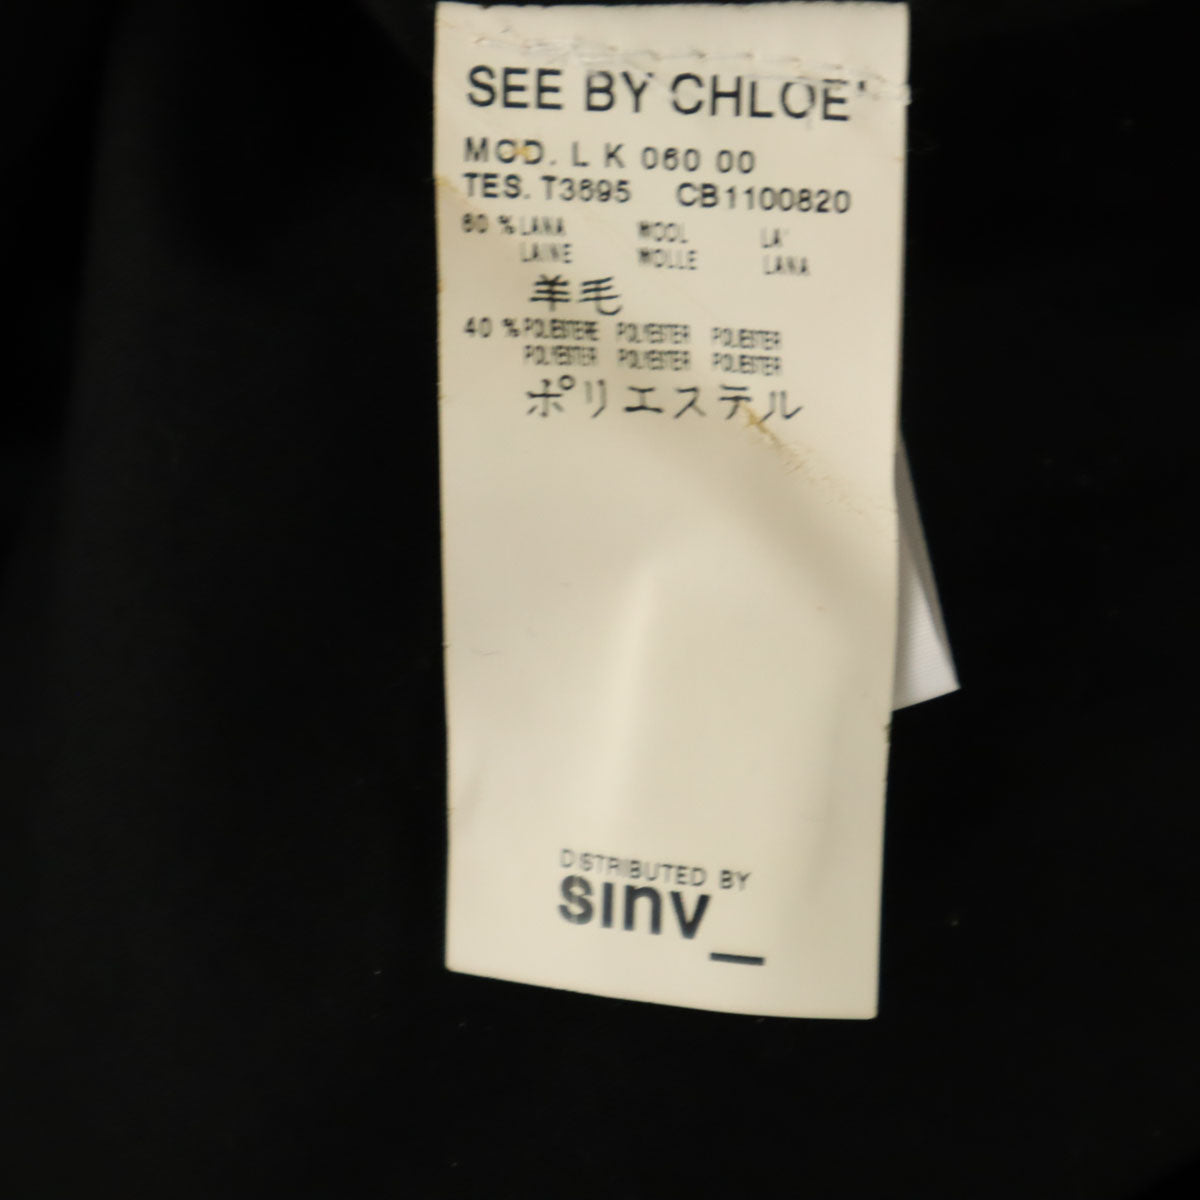 SEE BY CHLOE'
MOD. L K 060 00
TES. T3695 CB1100820
60 % LANA WOOL LA'
LAINE WOLLE LANA
羊毛
40 % POLIESTERE POLYESTER POLIESTER
POLYESTER POLYESTER POLIESTER
ポリエステル
DISTRIBUTED BY
sinv_